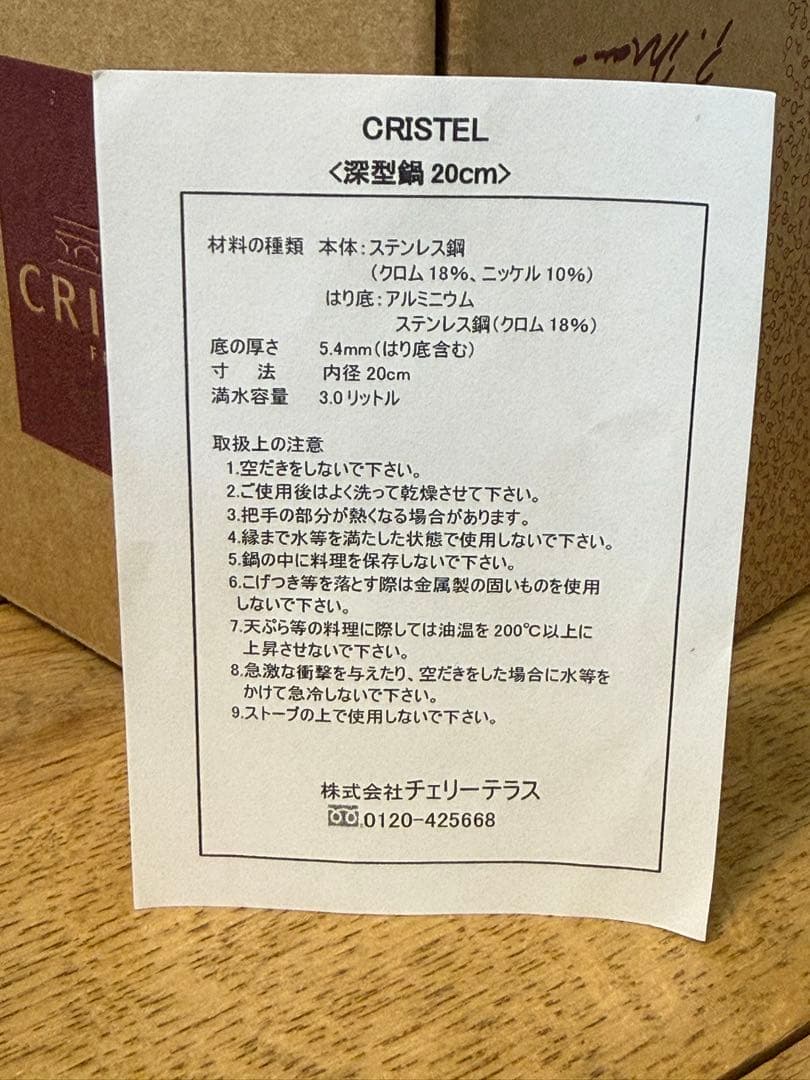 CRISTEL
<深型鍋 20cm>
材料の種類 本体:ステンレス鋼
(クロム18%、ニッケル10%)
はり底:アルミニウム
ステンレス鋼(クロム18%)
底の厚さ 5.4mm(はり底含む)
寸 法 内径20cm
満水容量 3.0リットル
取扱上の注意
1.空だきをしないで下さい。
2.ご使用後はよく洗って乾燥させて下さい。
3.把手の部分が熱くなる場合があります。
4.縁まで水等を満たした状態で使用しないで下さい。
5.鍋の中に料理を保存しないで下さい。
6.こげつき等を落とす際は金属製の固いものを使用
しないで下さい。
7.天ぷら等の料理に際しては油温を200℃以上に
上昇させないで下さい。
8.急激な衝撃を与えたり、空だきをした場合に水等を
かけて急冷しないで下さい。
9.ストーブの上で使用しないで下さい。
株式会社チェリーテラス
0120-425668
CRI
F